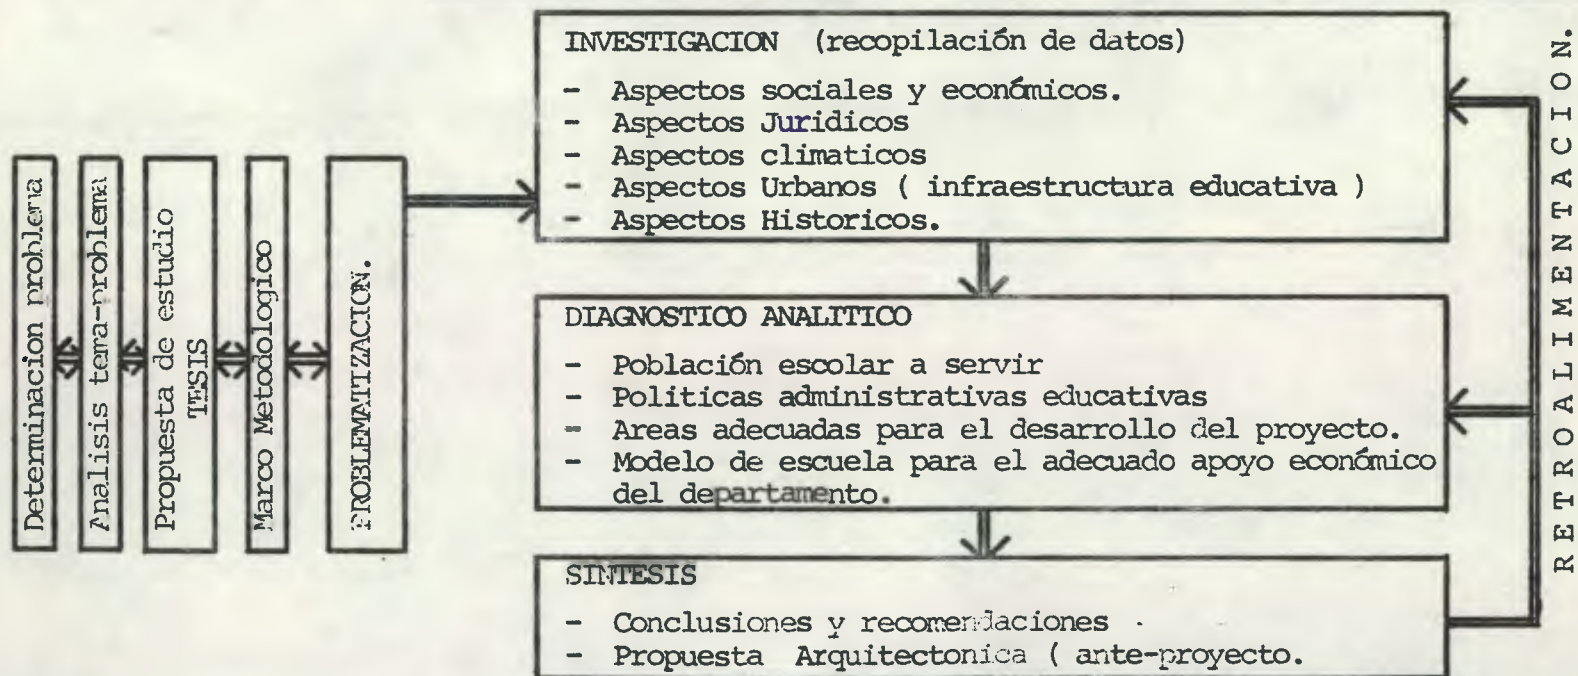 Determinacion problema
Analisis tema-problema
Propuesta de estudio
TESIS
Marco Metodologico
PROBLEMATIZACION.
INVESTIGACION (recopilación de datos)
- Aspectos sociales y económicos.
- Aspectos Juridicos
- Aspectos climaticos
- Aspectos Urbanos ( infraestructura educativa )
- Aspectos Historicos.
DIAGNOSTICO ANALITICO
- Población escolar a servir
- Politicas administrativas educativas
- Areas adecuadas para el desarrollo del proyecto.
- Modelo de escuela para el adecuado apoyo económico
del departamento.
SINTESIS
- Conclusiones y recomendaciones
- Propuesta Arquitectonica ( ante-proyecto.
RETROALIMENTACION.